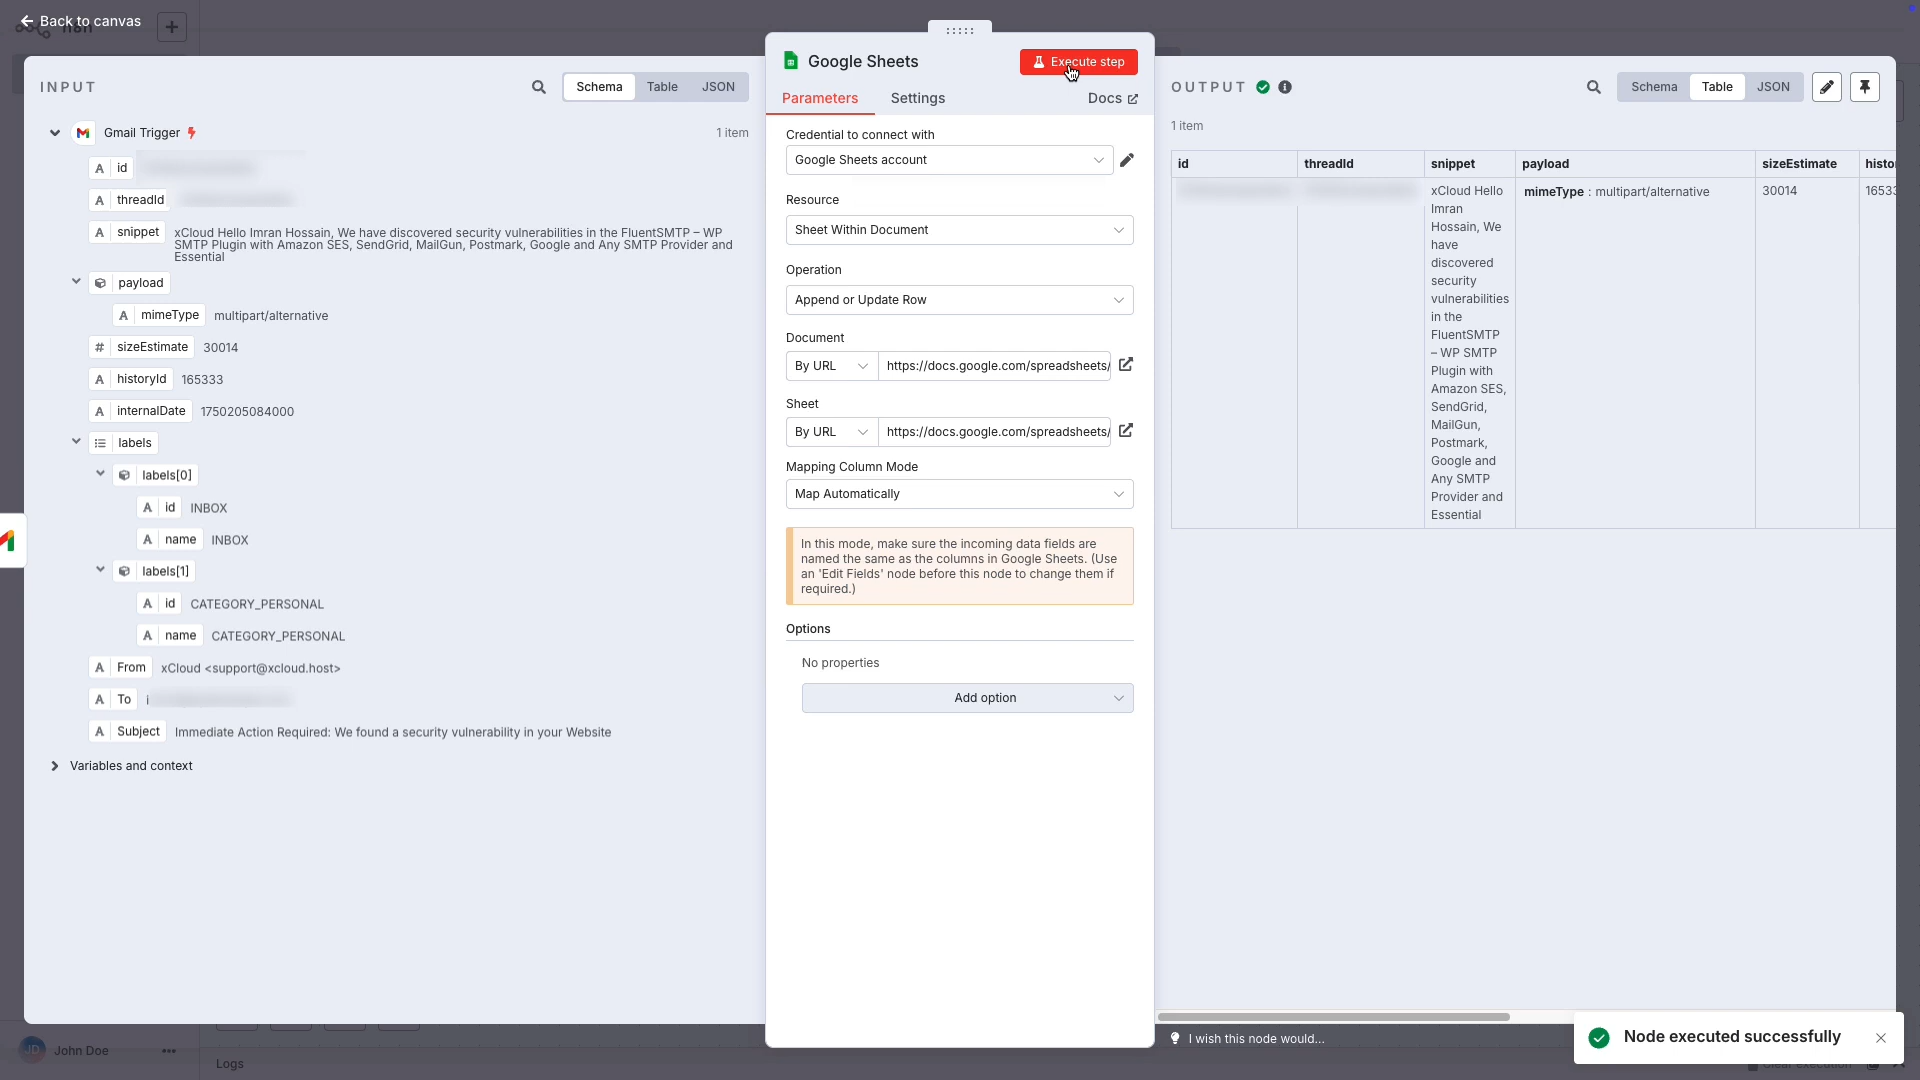 Back to canvas
INPUT
Schema
Table
JSON
Gmail Trigger
1 item
A id
A threadId
A snippet
xCloud Hello Imran Hossain, We have discovered security vulnerabilities in the FluentSMTP – WP
SMTP Plugin with Amazon SES, SendGrid, MailGun, Postmark, Google and Any SMTP Provider and
Essential
payload
A mimeType multipart/alternative
# sizeEstimate 30014
A historyId 165333
A internalDate 1750205084000
labels
labels[0]
A id INBOX
A name INBOX
labels[1]
A id CATEGORY_PERSONAL
A name CATEGORY_PERSONAL
A From xCloud <support@xcloud.host>
A To i
A Subject Immediate Action Required: We found a security vulnerability in your Website
Variables and context
Google Sheets
Execute step
Parameters
Settings
Docs
Credential to connect with
Google Sheets account
Resource
Sheet Within Document
Operation
Append or Update Row
Document
By URL
https://docs.google.com/spreadsheets/
Sheet
By URL
https://docs.google.com/spreadsheets/
Mapping Column Mode
Map Automatically
In this mode, make sure the incoming data fields are
named the same as the columns in Google Sheets. (Use
an 'Edit Fields' node before this node to change them if
required.)
Options
No properties
Add option
OUTPUT
Schema
Table
JSON
1 item
id
threadId
snippet
payload
sizeEstimate
histo
xCloud Hello
Imran
Hossain, We
have
discovered
security
vulnerabilities
in the
FluentSMTP
– WP SMTP
Plugin with
Amazon SES,
SendGrid,
MailGun,
Postmark,
Google and
Any SMTP
Provider and
Essential
mimeType : multipart/alternative
30014
1653
I wish this node would...
Node executed successfully
JD
John Doe
Logs
Clear execution
n8n